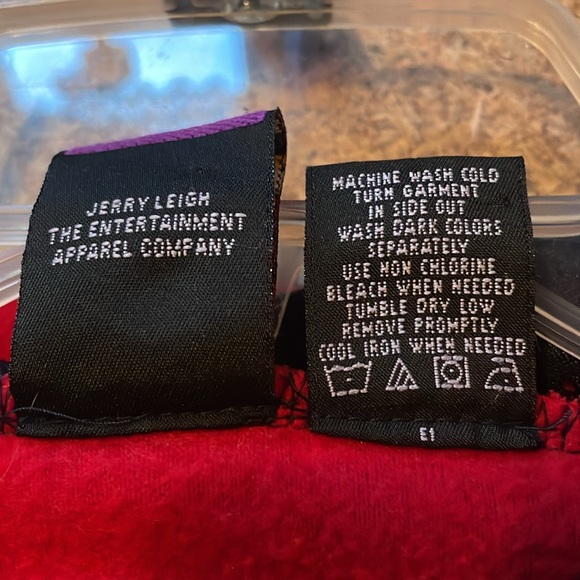 JERRY LEIGH
THE ENTERTAINMENT
APPAREL COMPANY
MACHINE WASH COLD
TURN GARMENT
IN SIDE OUT
WASH DARK COLORS
SEPARATELY
USE NON CHLORINE
BLEACH WHEN NEEDED
TUMBLE DRY LOW
REMOVE PROMPTLY
COOL IRON WHEN NEEDED
E1